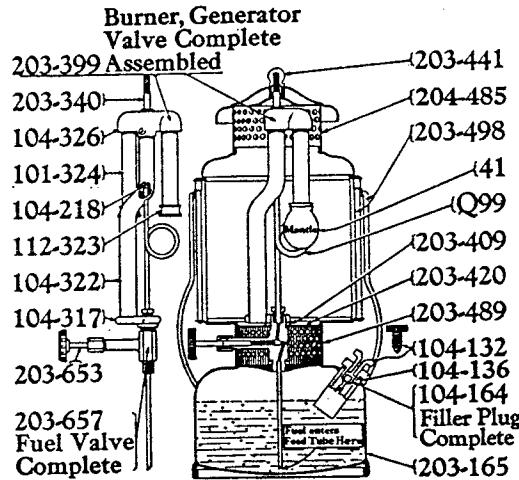 Burner, Generator
Valve Complete
Assembled
203-399
203-340
104-326
101-324
104-218
112-323
104-322
104-317
203-653
203-657
Fuel Valve
Complete
203-441
204-485
203-498
41
Q99
203-409
203-420
203-489
104-132
104-136
104-164
Filler Plug
Complete
203-165
Mantle
Fuel enters
Feed Tube Here